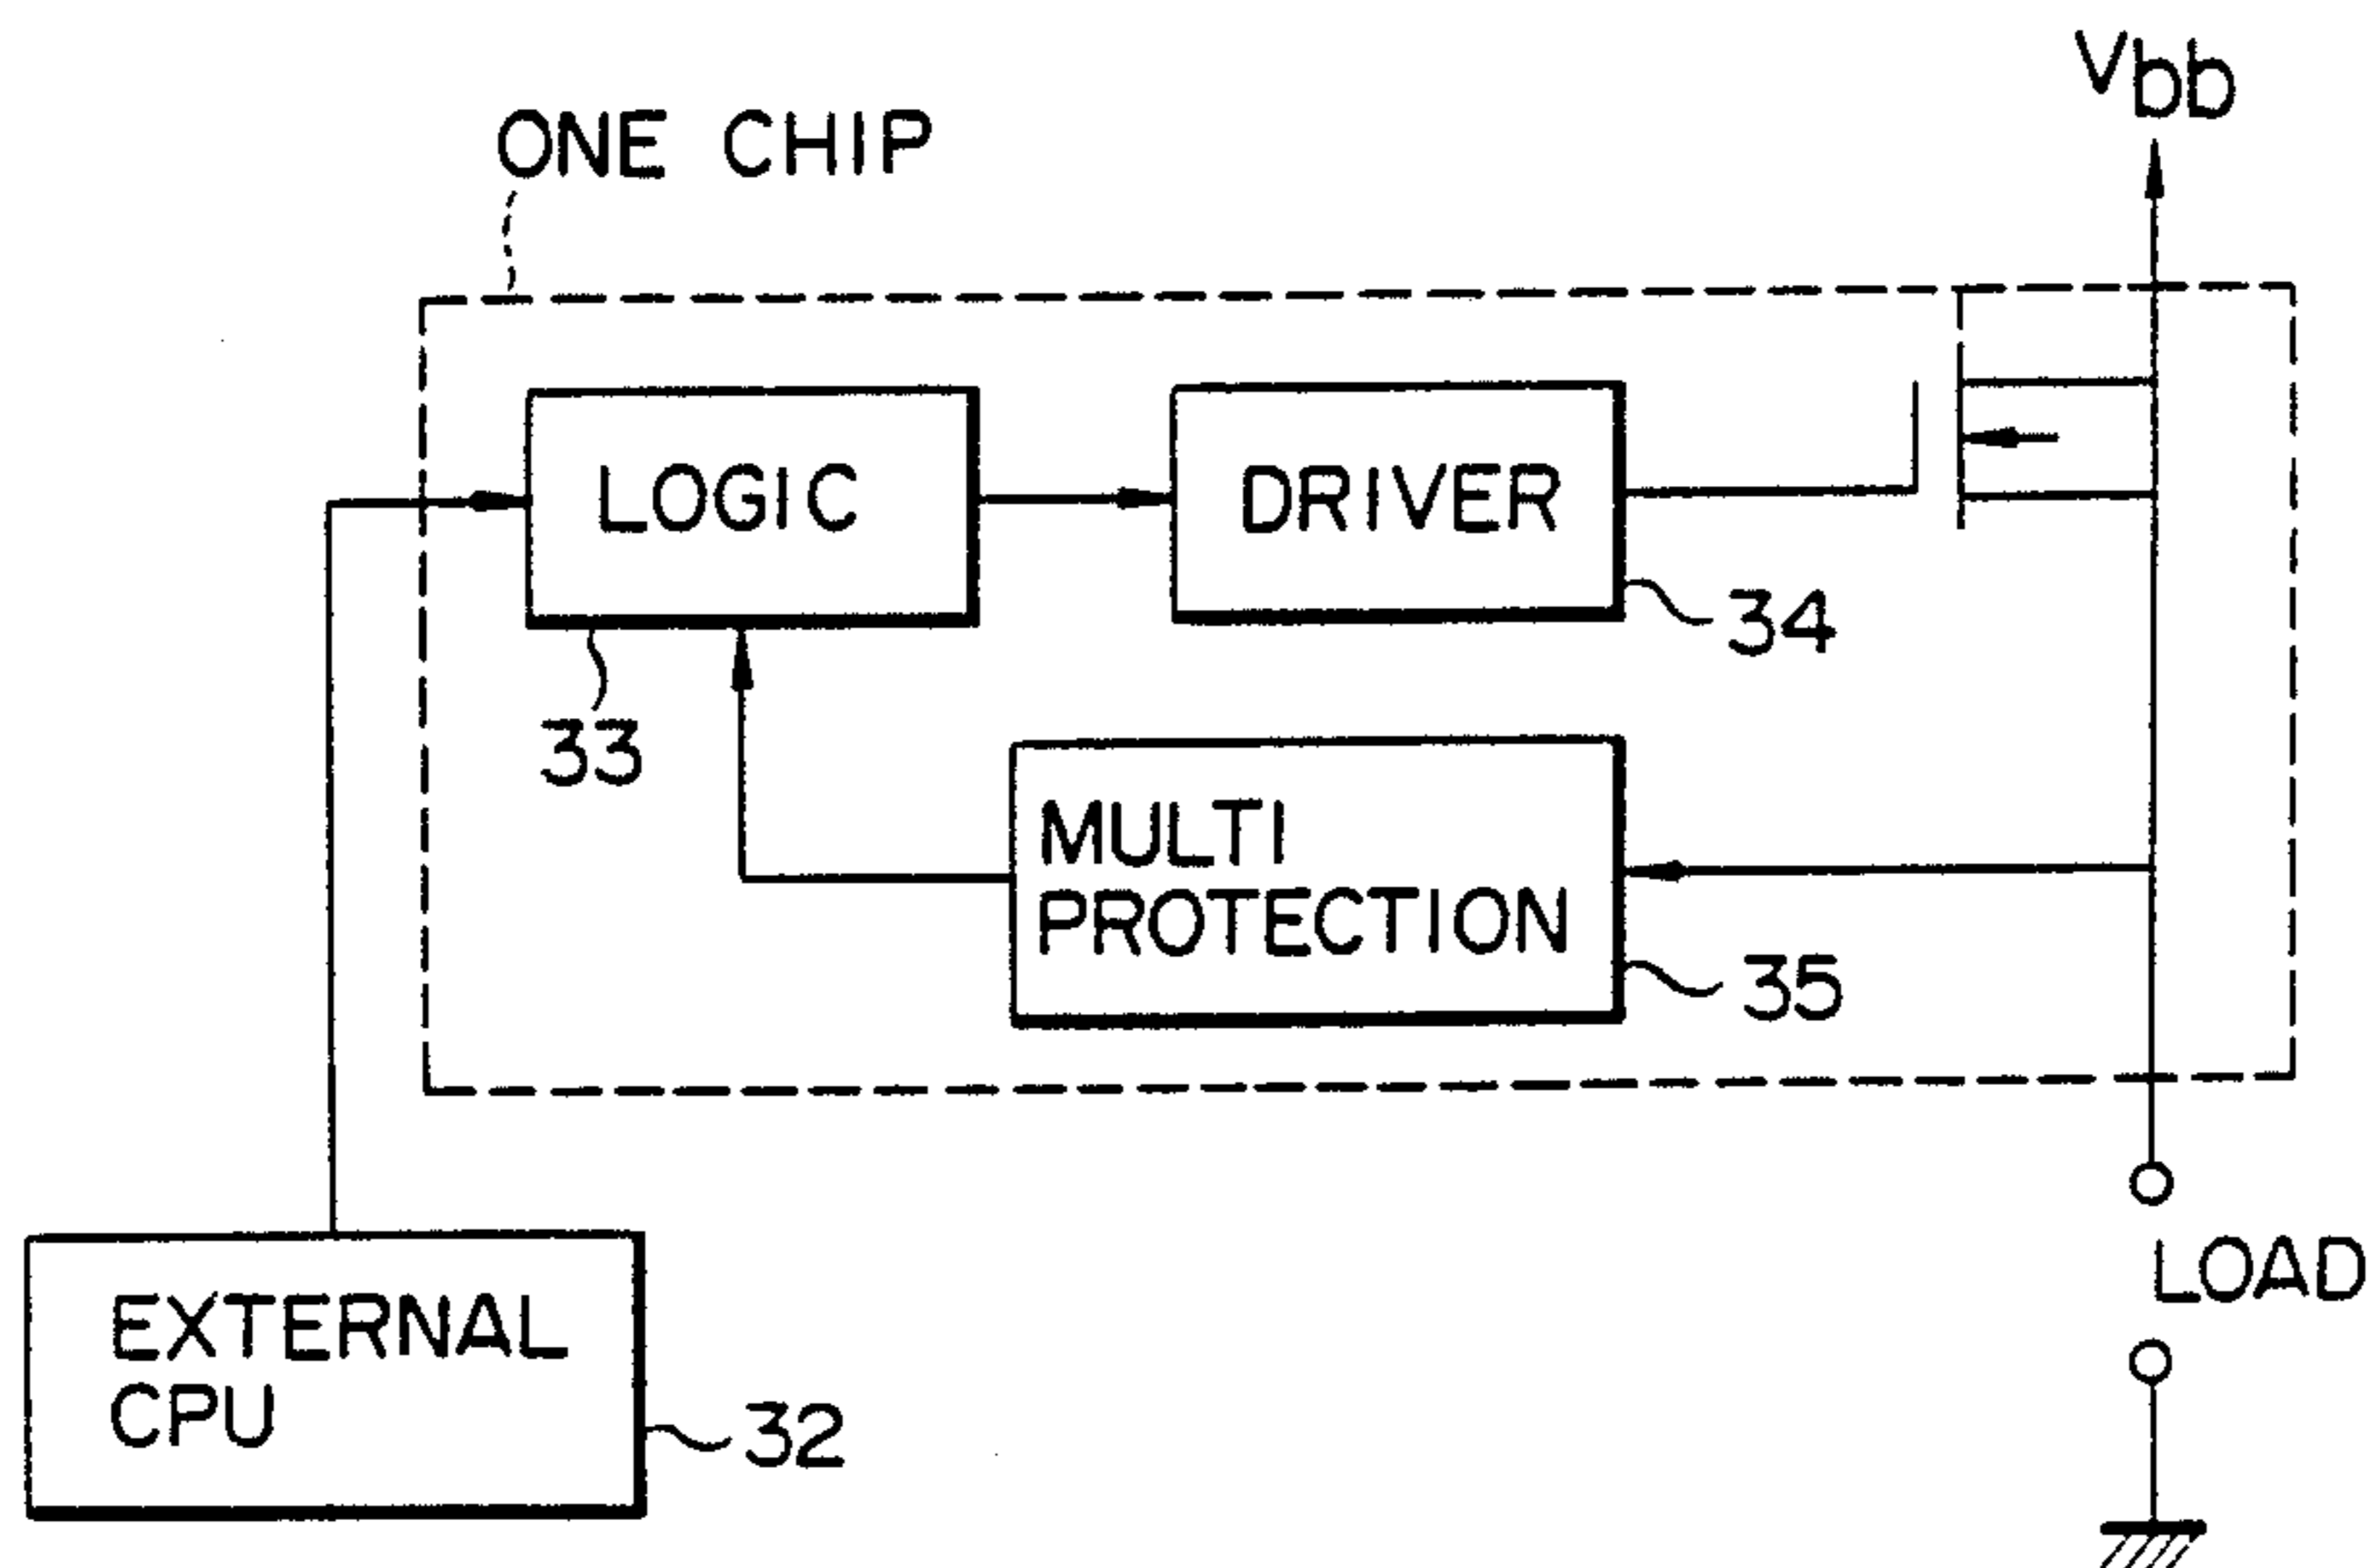 Vbb
ONE CHIP
LOGIC
DRIVER
34
33
MULTI
PROTECTION
35
LOAD
EXTERNAL
CPU
32